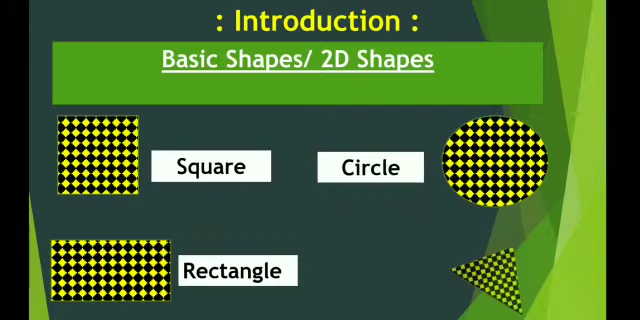 : Introduction :
Basic Shapes/ 2D Shapes
Square
Circle
Rectangle